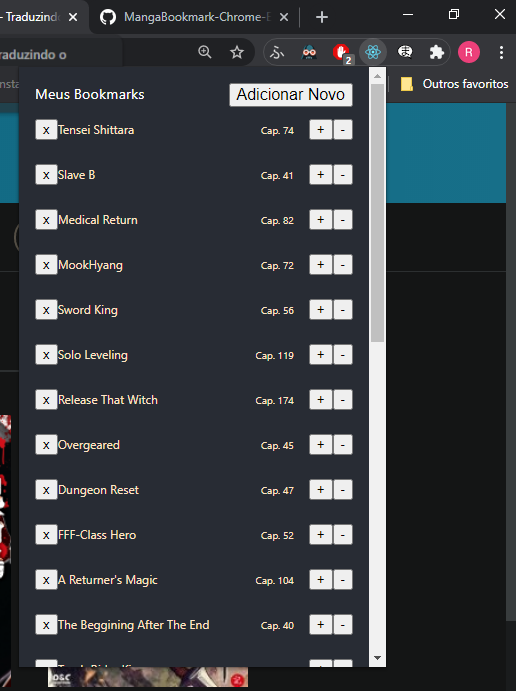 - Traduzind
MangaBookmark-Chrome-E
Traduzindo o
2
R
Outros favoritos
Meus Bookmarks
Adicionar Novo
x Tensei Shittara Cap. 74 + -
x Slave B Cap. 41 + -
x Medical Return Cap. 82 + -
x MookHyang Cap. 72 + -
x Sword King Cap. 56 + -
x Solo Leveling Cap. 119 + -
x Release That Witch Cap. 174 + -
x Overgeared Cap. 45 + -
x Dungeon Reset Cap. 47 + -
x FFF-Class Hero Cap. 52 + -
x A Returner's Magic Cap. 104 + -
x The Beggining After The End Cap. 40 + -